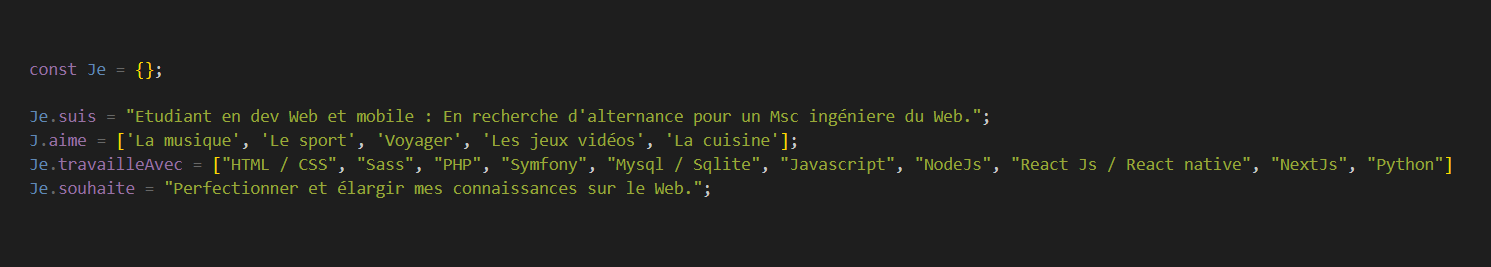 const Je = {};
Je.suis = "Etudiant en dev Web et mobile : En recherche d'alternance pour un Msc ingéniere du Web.";
J.aime = ['La musique', 'Le sport', 'Voyager', 'Les jeux vidéos', 'La cuisine'];
Je.travailleAvec = ["HTML / CSS", "Sass", "PHP", "Symfony", "Mysql / Sqlite", "Javascript", "NodeJs", "React Js / React native", "NextJs", "Python"]
Je.souhaite = "Perfectionner et élargir mes connaissances sur le Web.";